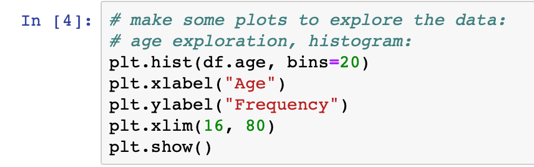 In [4]: # make some plots to explore the data:
# age exploration, histogram:
plt.hist(df.age, bins=20)
plt.xlabel("Age")
plt.ylabel("Frequency")
plt.xlim(16, 80)
plt.show()